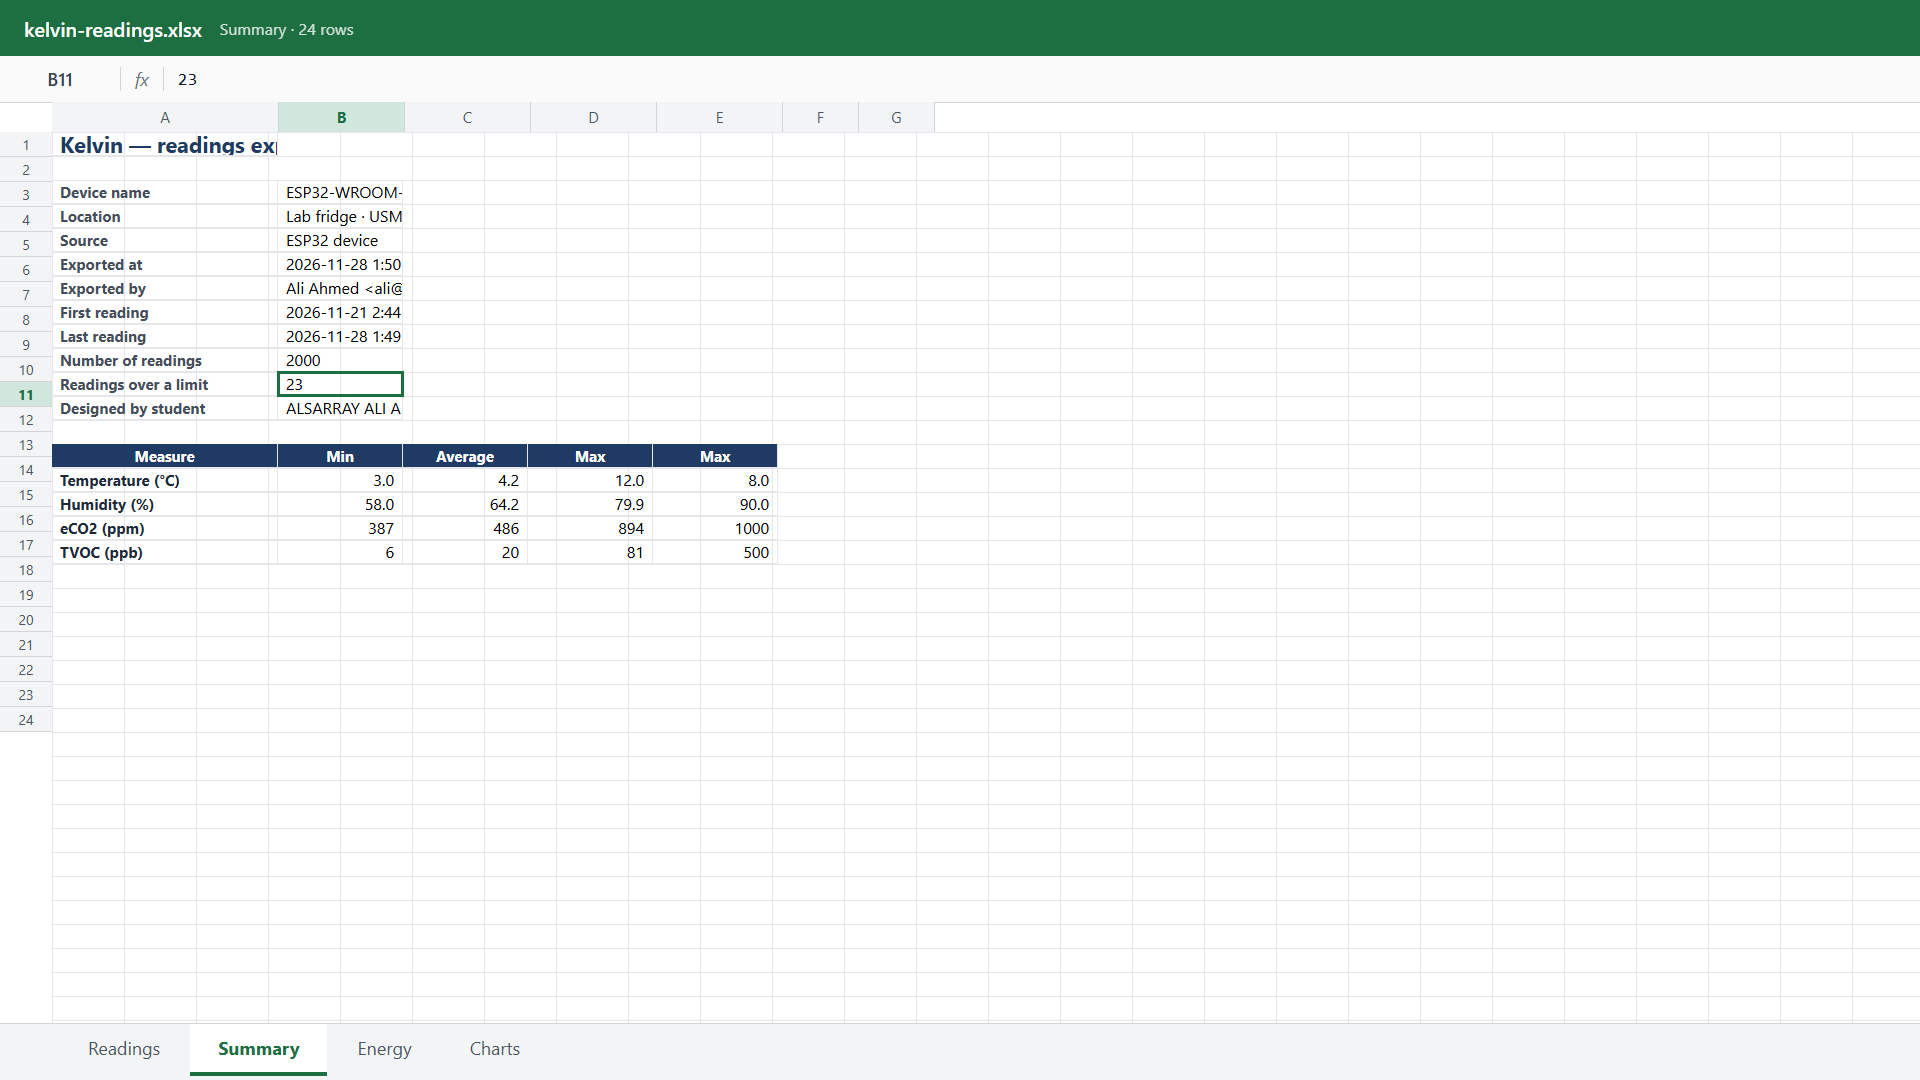 kelvin-readings.xlsx Summary · 24 rows
B11 fx 23
A B C D E F G
1 Kelvin — readings ex
2
3 Device name ESP32-WROOM-
4 Location Lab fridge · USM
5 Source ESP32 device
6 Exported at 2026-11-28 1:50
7 Exported by Ali Ahmed <ali@
8 First reading 2026-11-21 2:44
9 Last reading 2026-11-28 1:49
10 Number of readings 2000
11 Readings over a limit 23
12 Designed by student ALSARRAY ALI A
13
14 Measure Min Average Max Max
15 Temperature (°C) 3.0 4.2 12.0 8.0
16 Humidity (%) 58.0 64.2 79.9 90.0
17 eCO2 (ppm) 387 486 894 1000
18 TVOC (ppb) 6 20 81 500
19
20
21
22
23
24
Readings Summary Energy Charts